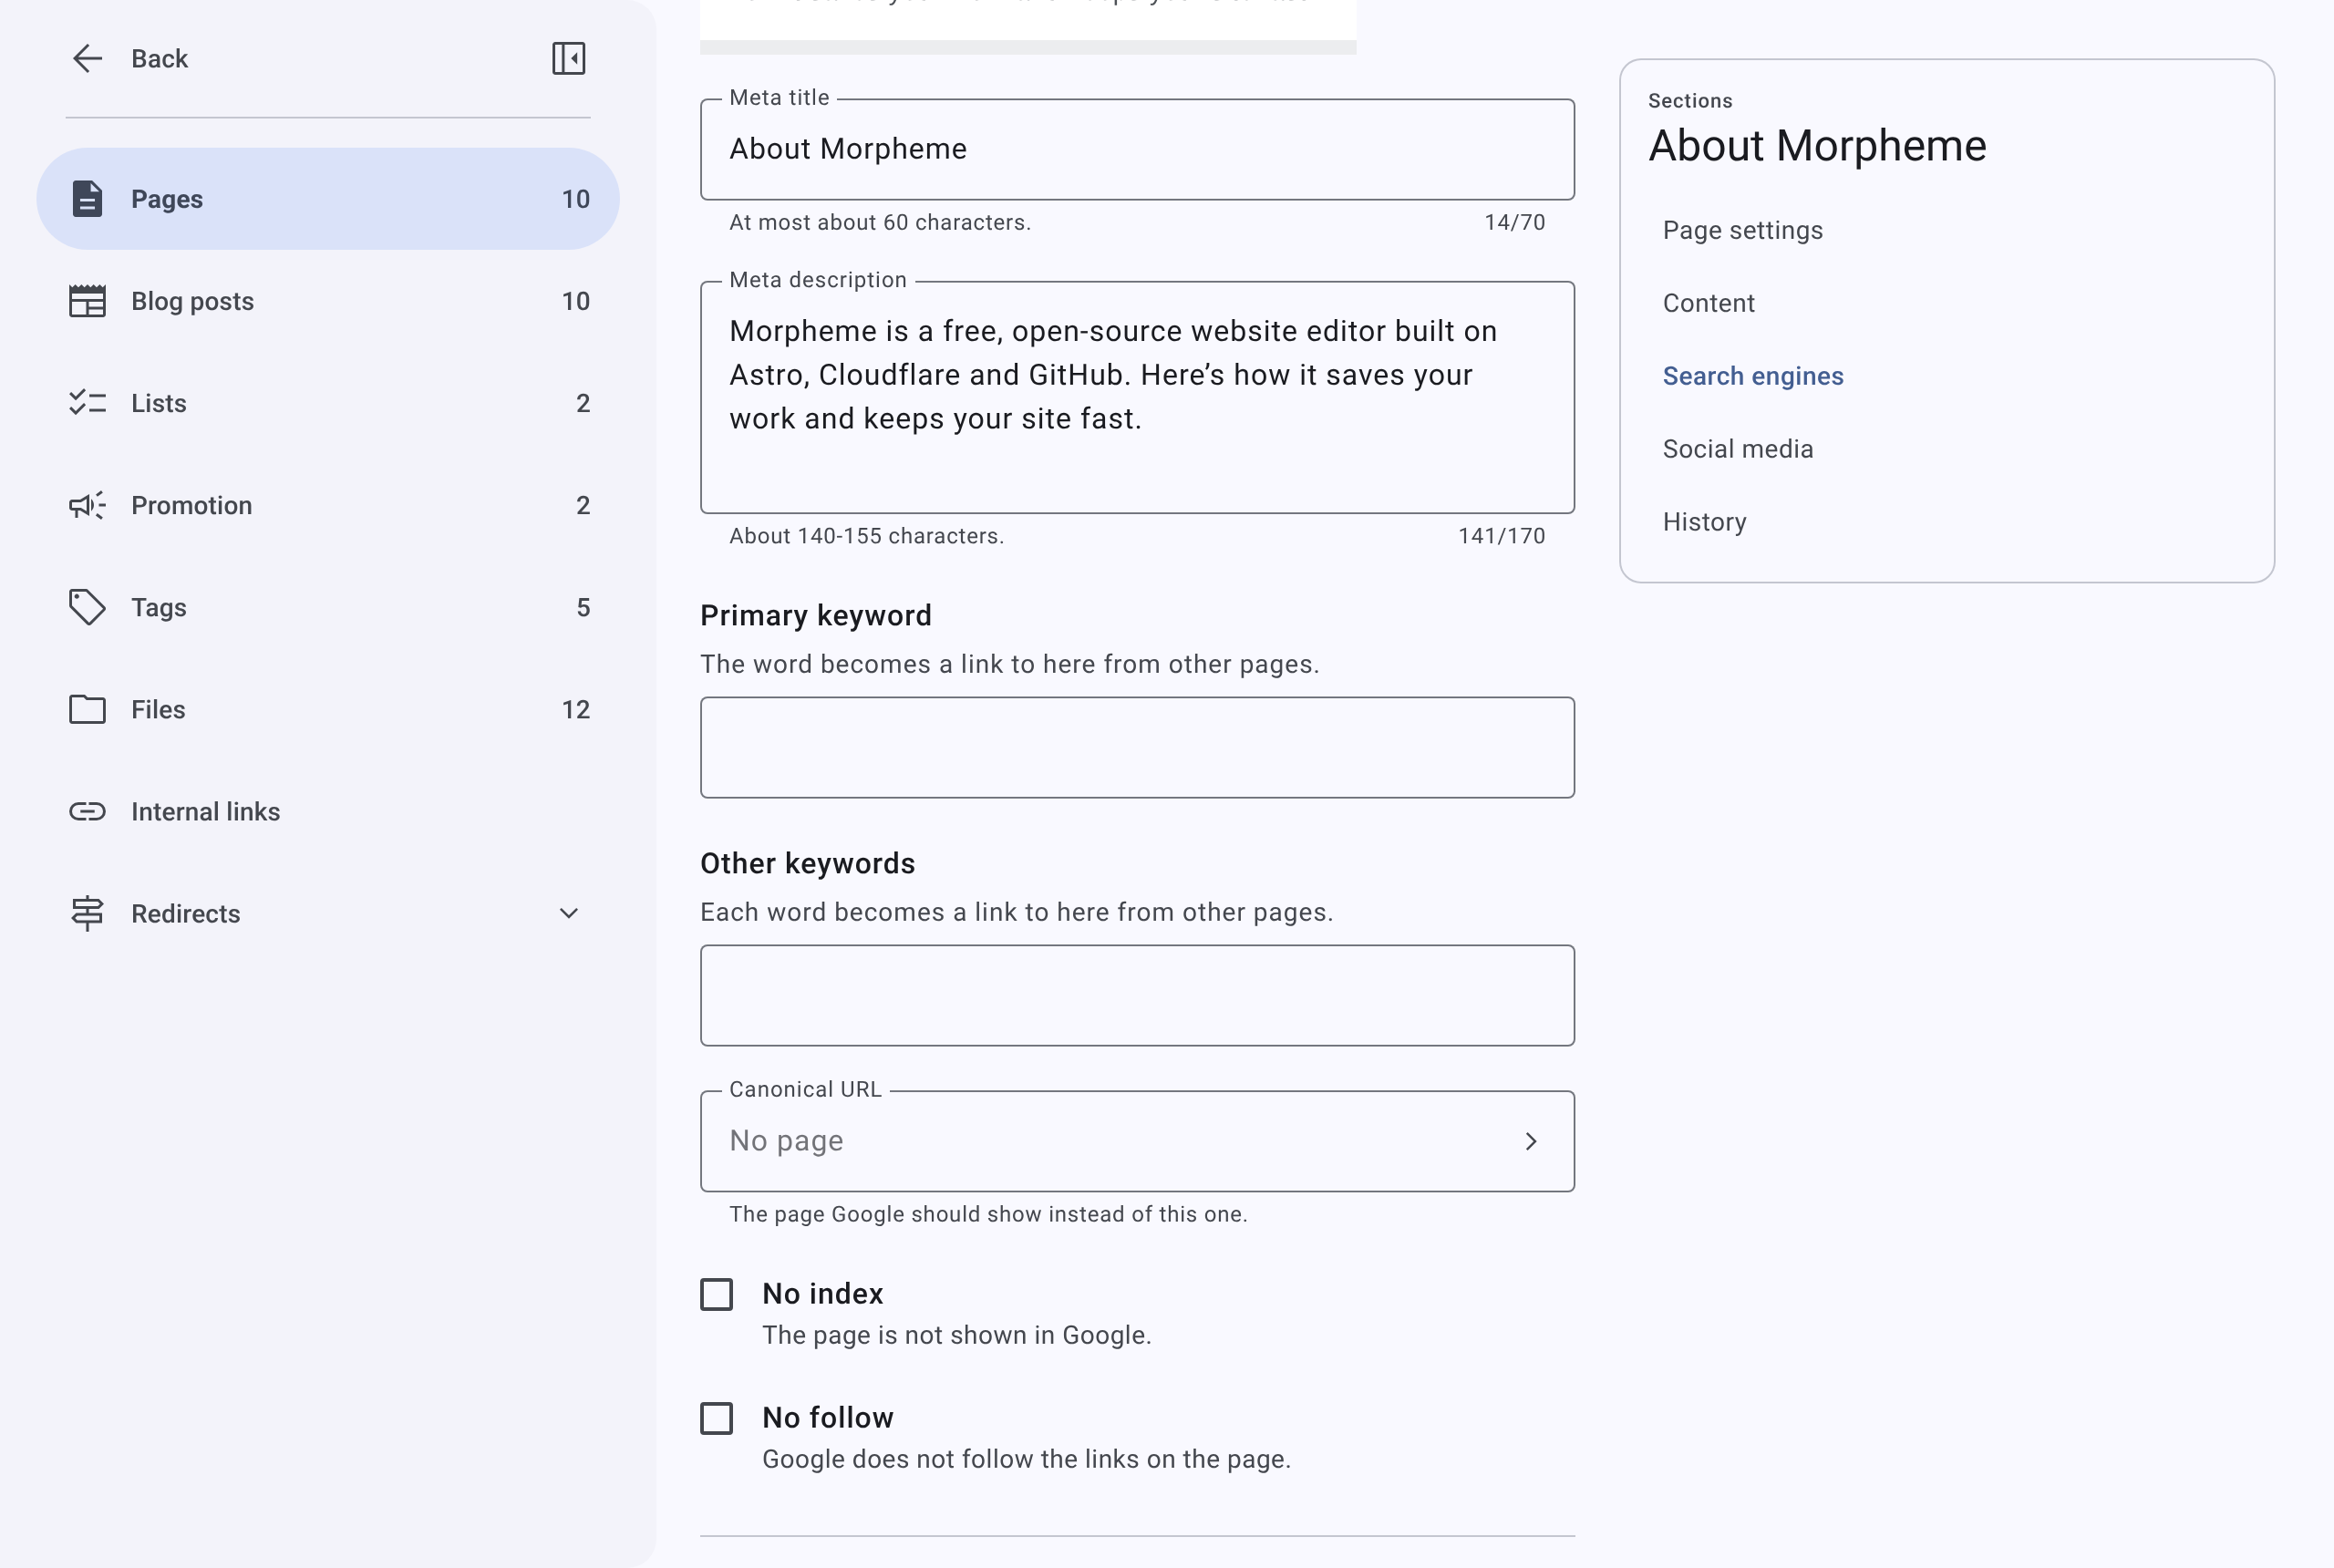 Back
Pages 10
Blog posts 10
Lists 2
Promotion 2
Tags 5
Files 12
Internal links
Redirects
Meta title
About Morpheme
At most about 60 characters. 14/70
Meta description
Morpheme is a free, open-source website editor built on
Astro, Cloudflare and GitHub. Here’s how it saves your
work and keeps your site fast.
About 140-155 characters. 141/170
Primary keyword
The word becomes a link to here from other pages.
Other keywords
Each word becomes a link to here from other pages.
Canonical URL
No page
The page Google should show instead of this one.
No index
The page is not shown in Google.
No follow
Google does not follow the links on the page.
Sections
About Morpheme
Page settings
Content
Search engines
Social media
History